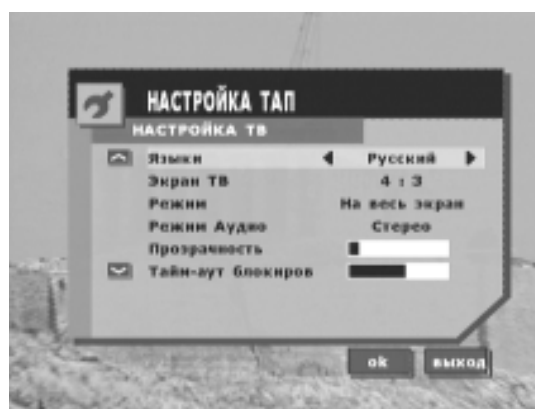 НАСТРОЙКА ТАП
НАСТРОЙКА ТВ
Языки Русский
Экран ТВ 4 : 3
Режим На весь экран
Режим Аудио Стерео
Прозрачность
Тайм-аут блокиров
ok выход